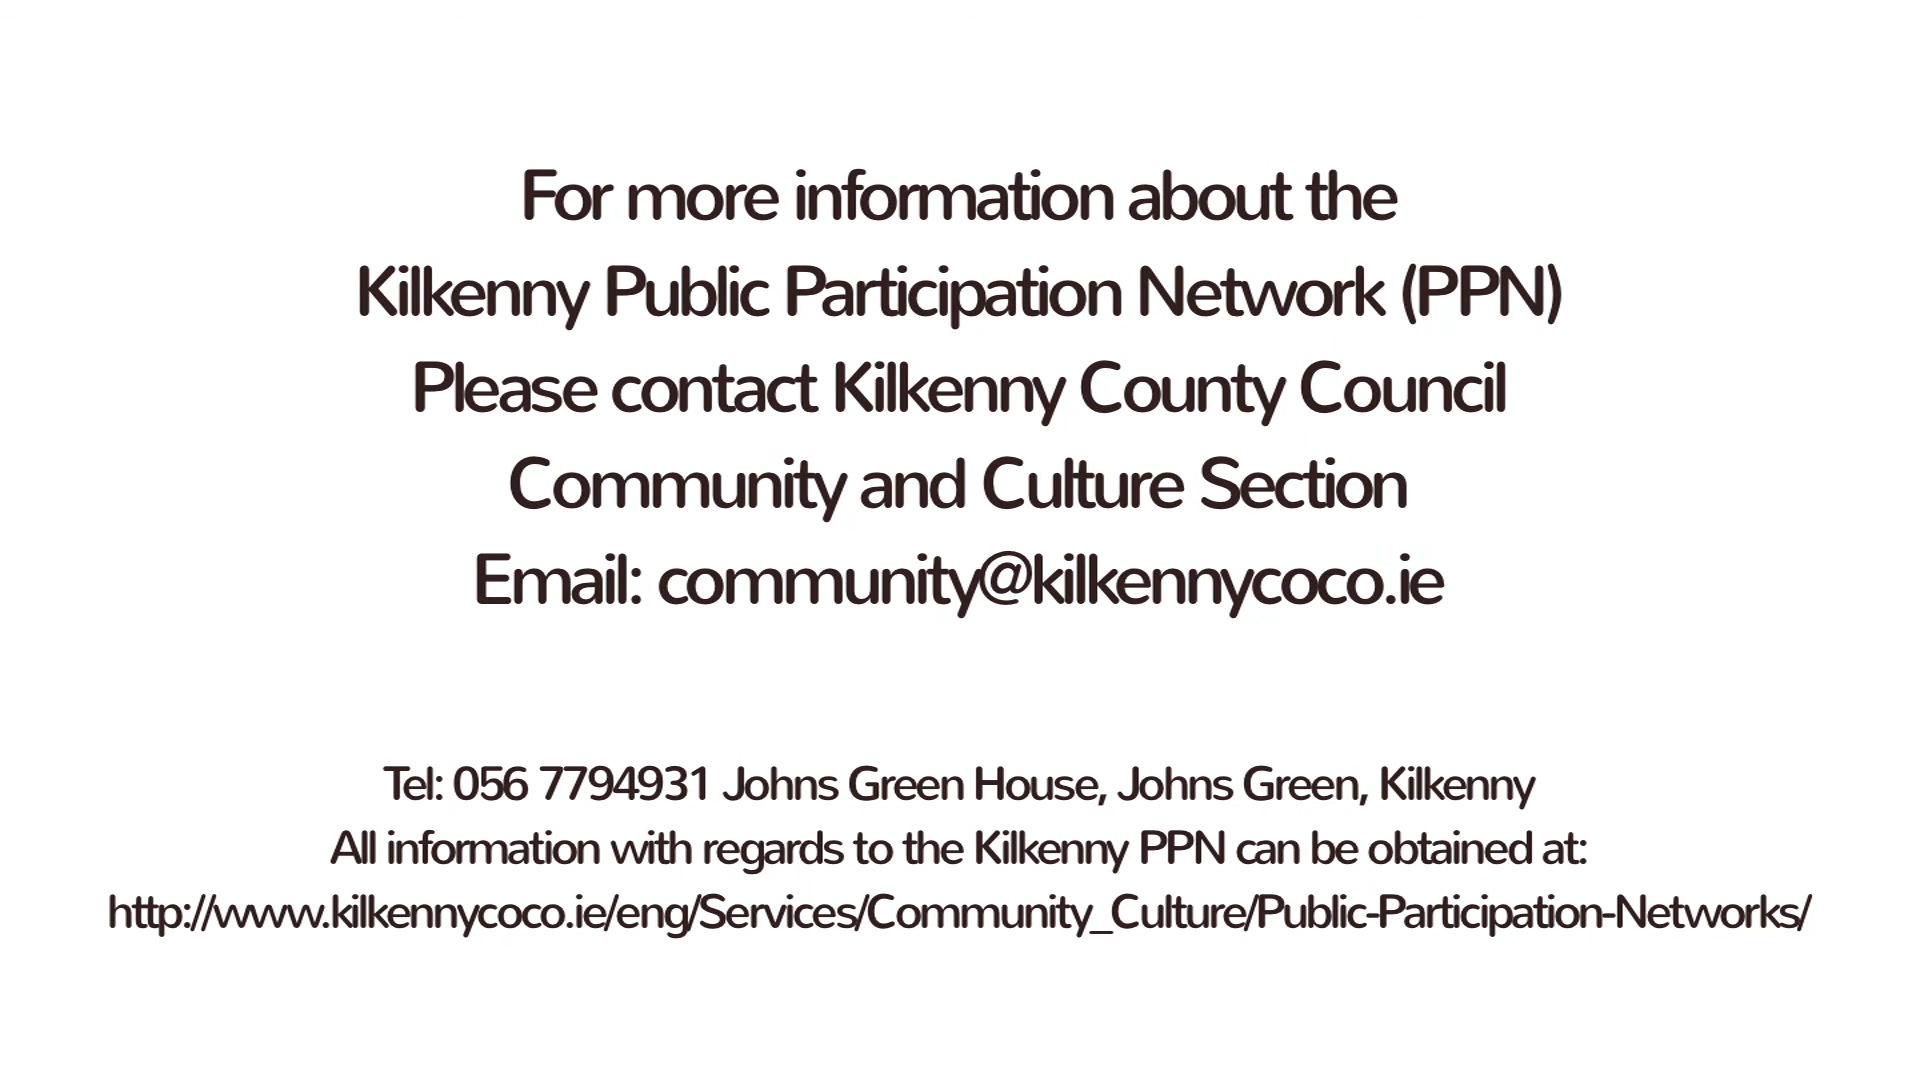 For more information about the
Kilkenny Public Participation Network (PPN)
Please contact Kilkenny County Council
Community and Culture Section
Email: community@kilkennycoco.ie
Tel: 056 7794931 Johns Green House, Johns Green, Kilkenny
All information with regards to the Kilkenny PPN can be obtained at:
http://www.kilkennycoco.ie/eng/Services/Community_Culture/Public-Participation-Networks/